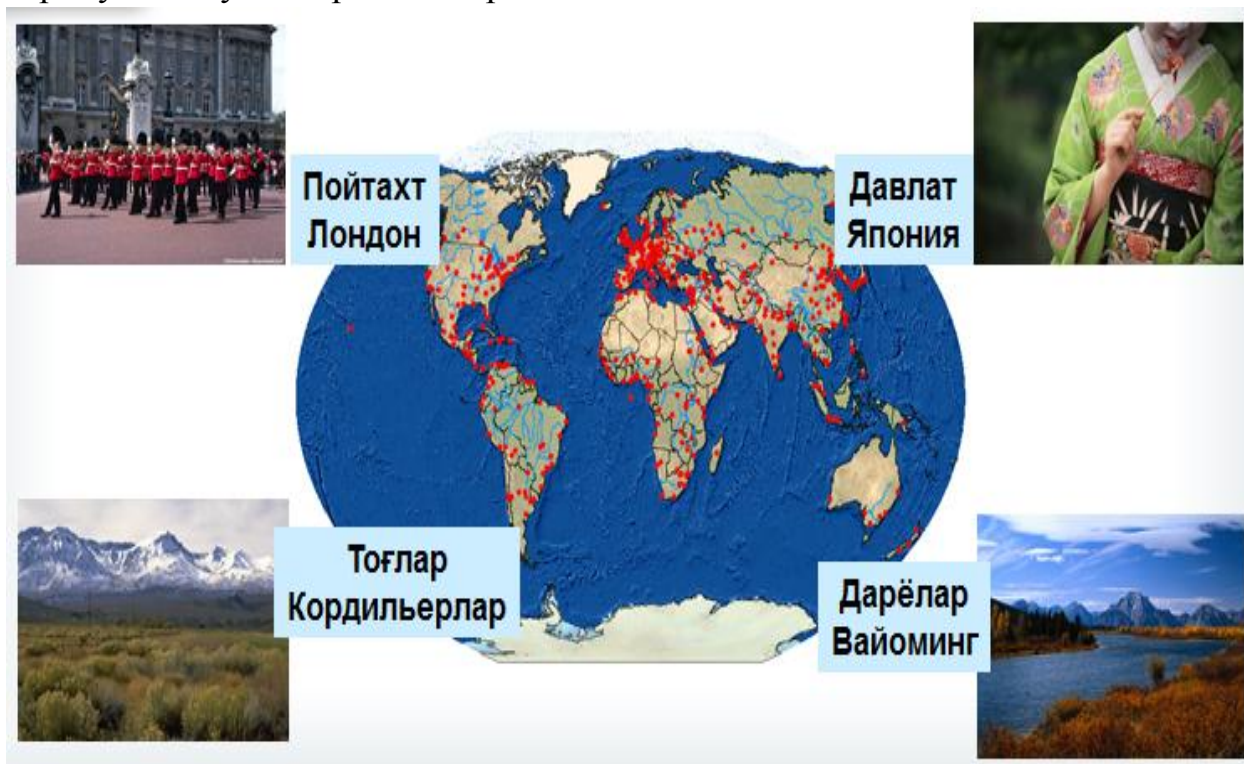 Пойтахт
Лондон
Давлат
Япония
Тоғлар
Кордильерлар
Дарёлар
Вайоминг